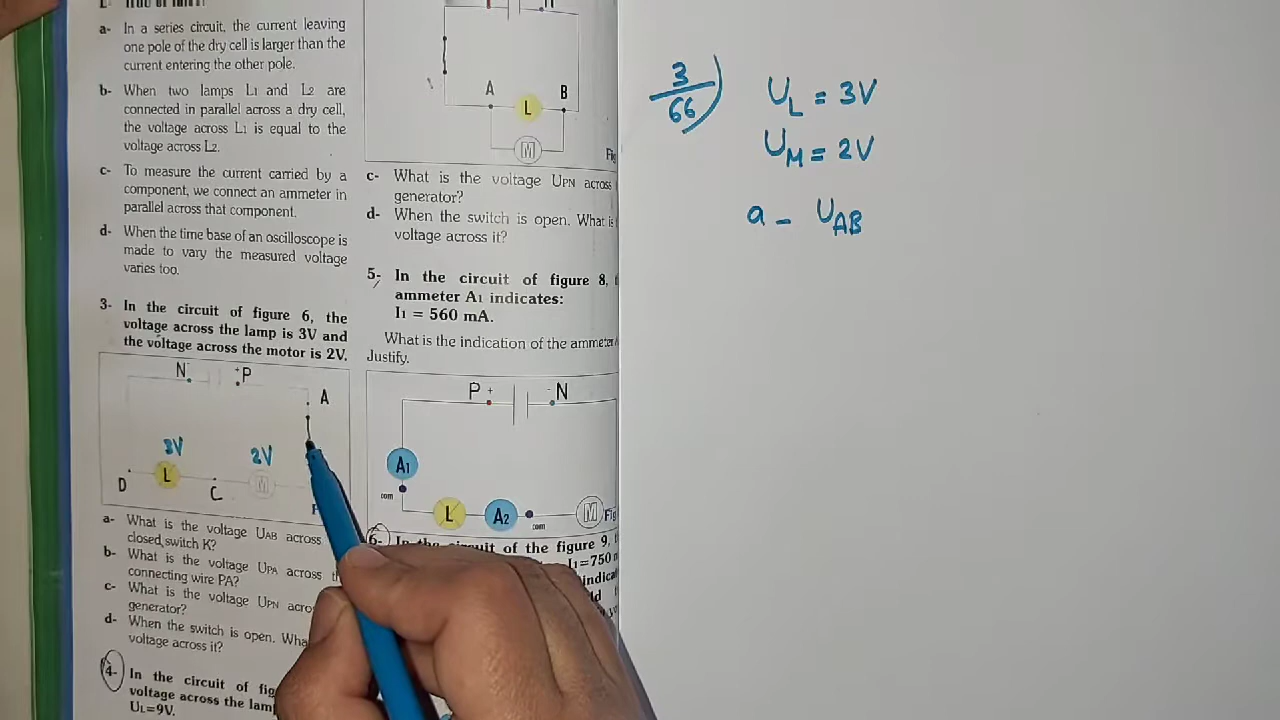 a- In a series circuit, the current leaving
one pole of the dry cell is larger than the
current entering the other pole.
b- When two lamps L1 and L2 are
connected in parallel across a dry cell,
the voltage across L1 is equal to the
voltage across L2.
c- To measure the current carried by a
component, we connect an ammeter in
parallel across that component.
d- When the time base of an oscilloscope is
made to vary the measured voltage
varies too.
3- In the circuit of figure 6, the
voltage across the lamp is 3V and
the voltage across the motor is 2V.
N - + P
A
3V 2V
L M
D C
a- What is the voltage UAB across
closed, switch K?
b- What is the voltage UPA across
connecting wire PA?
c- What is the voltage UPN
generator?
d- When the switch is open.
voltage across it?
4- In the circuit of
voltage across the
UL=9V.
A B
L
M
c- What is the voltage UPN across
generator?
d- When the switch is open. What is
voltage across it?
5- In the circuit of figure 8,
ammeter A1 indicates:
I1 = 560 mA.
What is the indication of the ammeter
Justify.
P + - N
A1
com
L A2 com M Fig
6- In the circuit of the figure 9,
I1=750
3/66) UL = 3V
UM = 2V
a - UAB